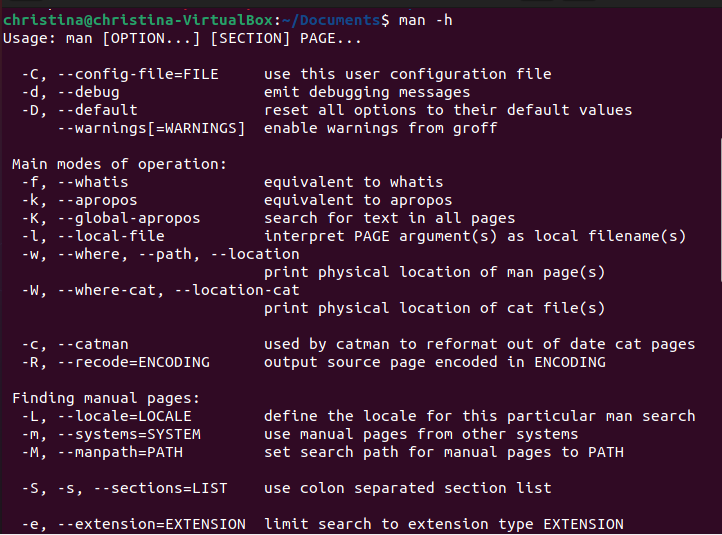 christina@christina-VirtualBox:~/Documents$ man -h
Usage: man [OPTION...] [SECTION] PAGE...

  -C, --config-file=FILE     use this user configuration file
  -d, --debug                emit debugging messages
  -D, --default              reset all options to their default values
      --warnings[=WARNINGS]  enable warnings from groff

 Main modes of operation:
  -f, --whatis               equivalent to whatis
  -k, --apropos              equivalent to apropos
  -K, --global-apropos       search for text in all pages
  -l, --local-file           interpret PAGE argument(s) as local filename(s)
  -w, --where, --path, --location
                             print physical location of man page(s)
  -W, --where-cat, --location-cat
                             print physical location of cat file(s)

  -c, --catman               used by catman to reformat out of date cat pages
  -R, --recode=ENCODING      output source page encoded in ENCODING

 Finding manual pages:
  -L, --locale=LOCALE        define the locale for this particular man search
  -m, --systems=SYSTEM       use manual pages from other systems
  -M, --manpath=PATH         set search path for manual pages to PATH

  -S, -s, --sections=LIST    use colon separated section list

  -e, --extension=EXTENSION  limit search to extension type EXTENSION